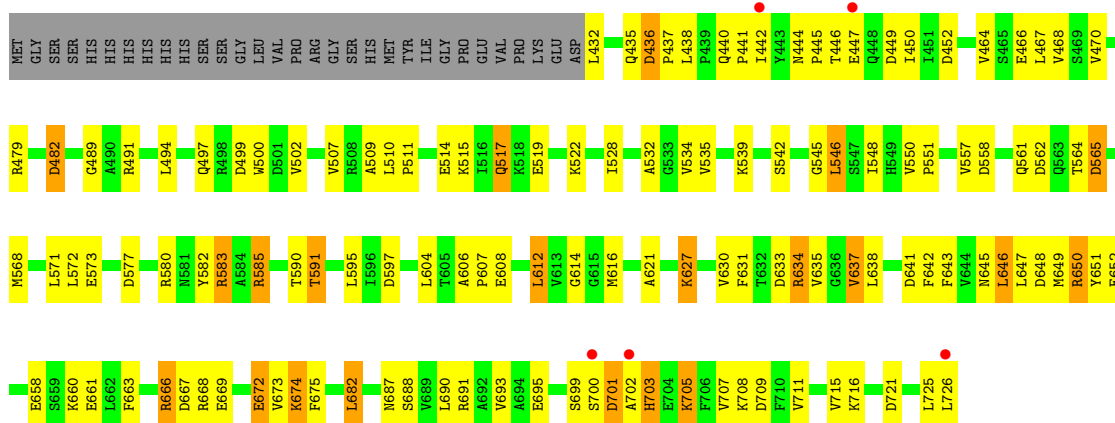 MET GLY SER SER HIS HIS HIS HIS HIS HIS SER SER GLY LEU VAL PRO ARG GLY SER HIS MET TYR ILE GLY PRO GLU VAL PRO LYS GLU ASP L432 Q435 D436 P437 L438 P439 Q440 P441 I442 Y443 N444 P445 T446 E447 Q448 D449 I450 I451 D452 V464 S465 E466 L467 V468 S469 V470
R479 D482 G489 A490 R491 L494 Q497 R498 D499 W500 D501 V502 V507 R508 A509 L510 P511 E514 K515 I516 Q517 K518 E519 K522 I528 A532 G533 V534 V535 K539 S542 G545 L546 S547 I548 H549 V550 P551 V557 D558 Q561 D562 Q563 T564 D565
M568 L571 L572 E573 D577 R580 N581 Y582 R583 A584 R585 T590 T591 L595 I596 D597 L604 T605 A606 P607 E608 L612 V613 G614 G615 M616 A621 K627 V630 F631 T632 D633 R634 V635 G636 V637 L638 D641 F642 F643 V644 N645 L646 L647 D648 M649 R650 Y651
E658 S659 K660 E661 L662 F663 R666 D667 R668 E669 E672 V673 K674 F675 L682 N687 S688 V689 L690 R691 A692 V693 A694 E695 S699 S700 D701 A702 H703 E704 K705 F706 V707 K708 D709 F710 V711 V715 K716 D721 L725 L726